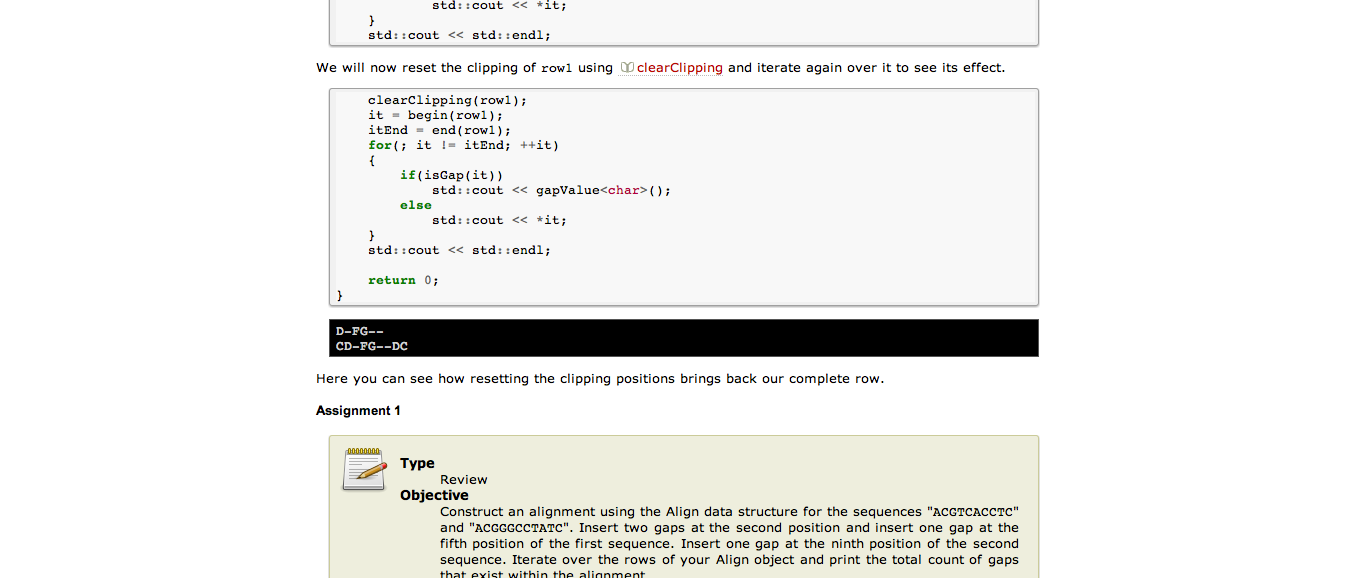 std::cout << *it;
    }
    std::cout << std::endl;
We will now reset the clipping of row1 using clearClipping and iterate again over it to see its effect.
    clearClipping(row1);
    it = begin(row1);
    itEnd = end(row1);
    for(; it != itEnd; ++it)
    {
        if(isGap(it))
            std::cout << gapValue<char>();
        else
            std::cout << *it;
    }
    std::cout << std::endl;
    return 0;
}
D-FG--
CD-FG--DC
Here you can see how resetting the clipping positions brings back our complete row.
Assignment 1
Type
Review
Objective
Construct an alignment using the Align data structure for the sequences "ACGTCACCTC"
and "ACGGGCCTATC". Insert two gaps at the second position and insert one gap at the
fifth position of the first sequence. Insert one gap at the ninth position of the second
sequence. Iterate over the rows of your Align object and print the total count of gaps
that exist within the alignment.